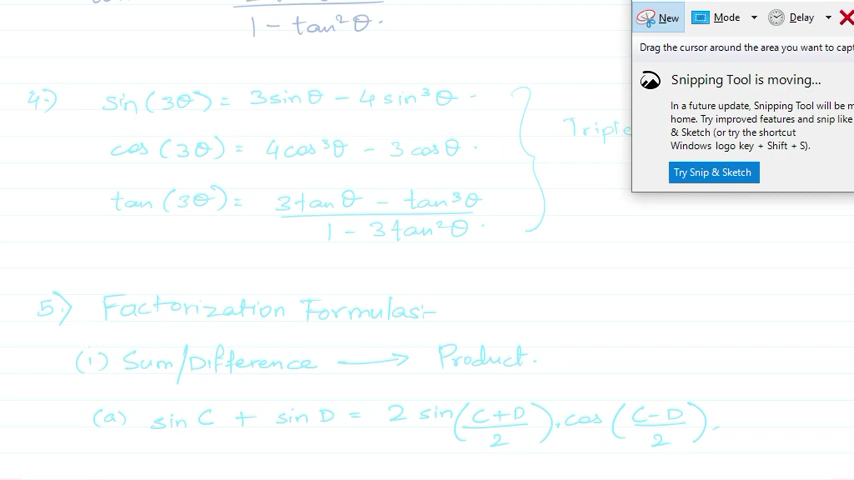 1 - tan²θ.
New Mode Delay
Drag the cursor around the area you want to
Snipping Tool is moving...
In a future update, Snipping Tool will be
home. Try improved features and snip like
& Sketch (or try the shortcut
Windows logo key + Shift + S).
Try Snip & Sketch
4.) sin(3θ) = 3sinθ - 4sin³θ.
cos(3θ) = 4cos³θ - 3cosθ.
Triple
tan(3θ) = 3tanθ - tan³θ
1 - 3tan²θ.
5.) Factorization Formulas:-
(i) Sum/Difference → Product.
(a) sin C + sin D = 2 sin(C+D/2).cos(C-D/2).